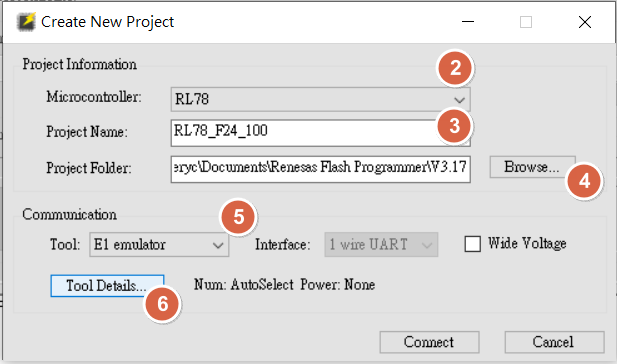 Create New Project
Project Information
2
Microcontroller: RL78
3
Project Name: RL78_F24_100
Project Folder: eryc\Documents\Renesas Flash Programmer\V3.17 Browse...
4
Communication
5
Tool: E1 emulator Interface: 1 wire UART Wide Voltage
Tool Details... Num: AutoSelect Power: None
6
Connect Cancel